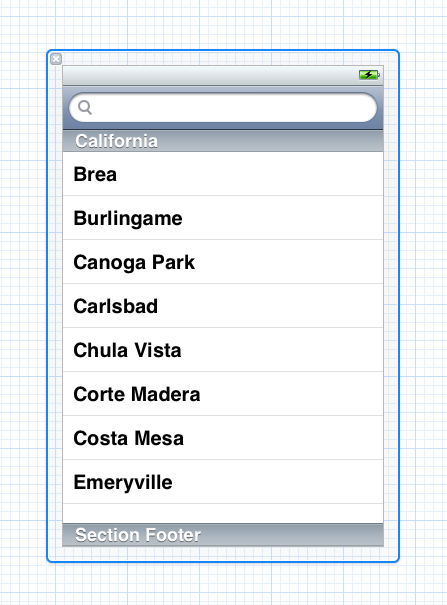 California
Brea
Burlingame
Canoga Park
Carlsbad
Chula Vista
Corte Madera
Costa Mesa
Emeryville
Section Footer